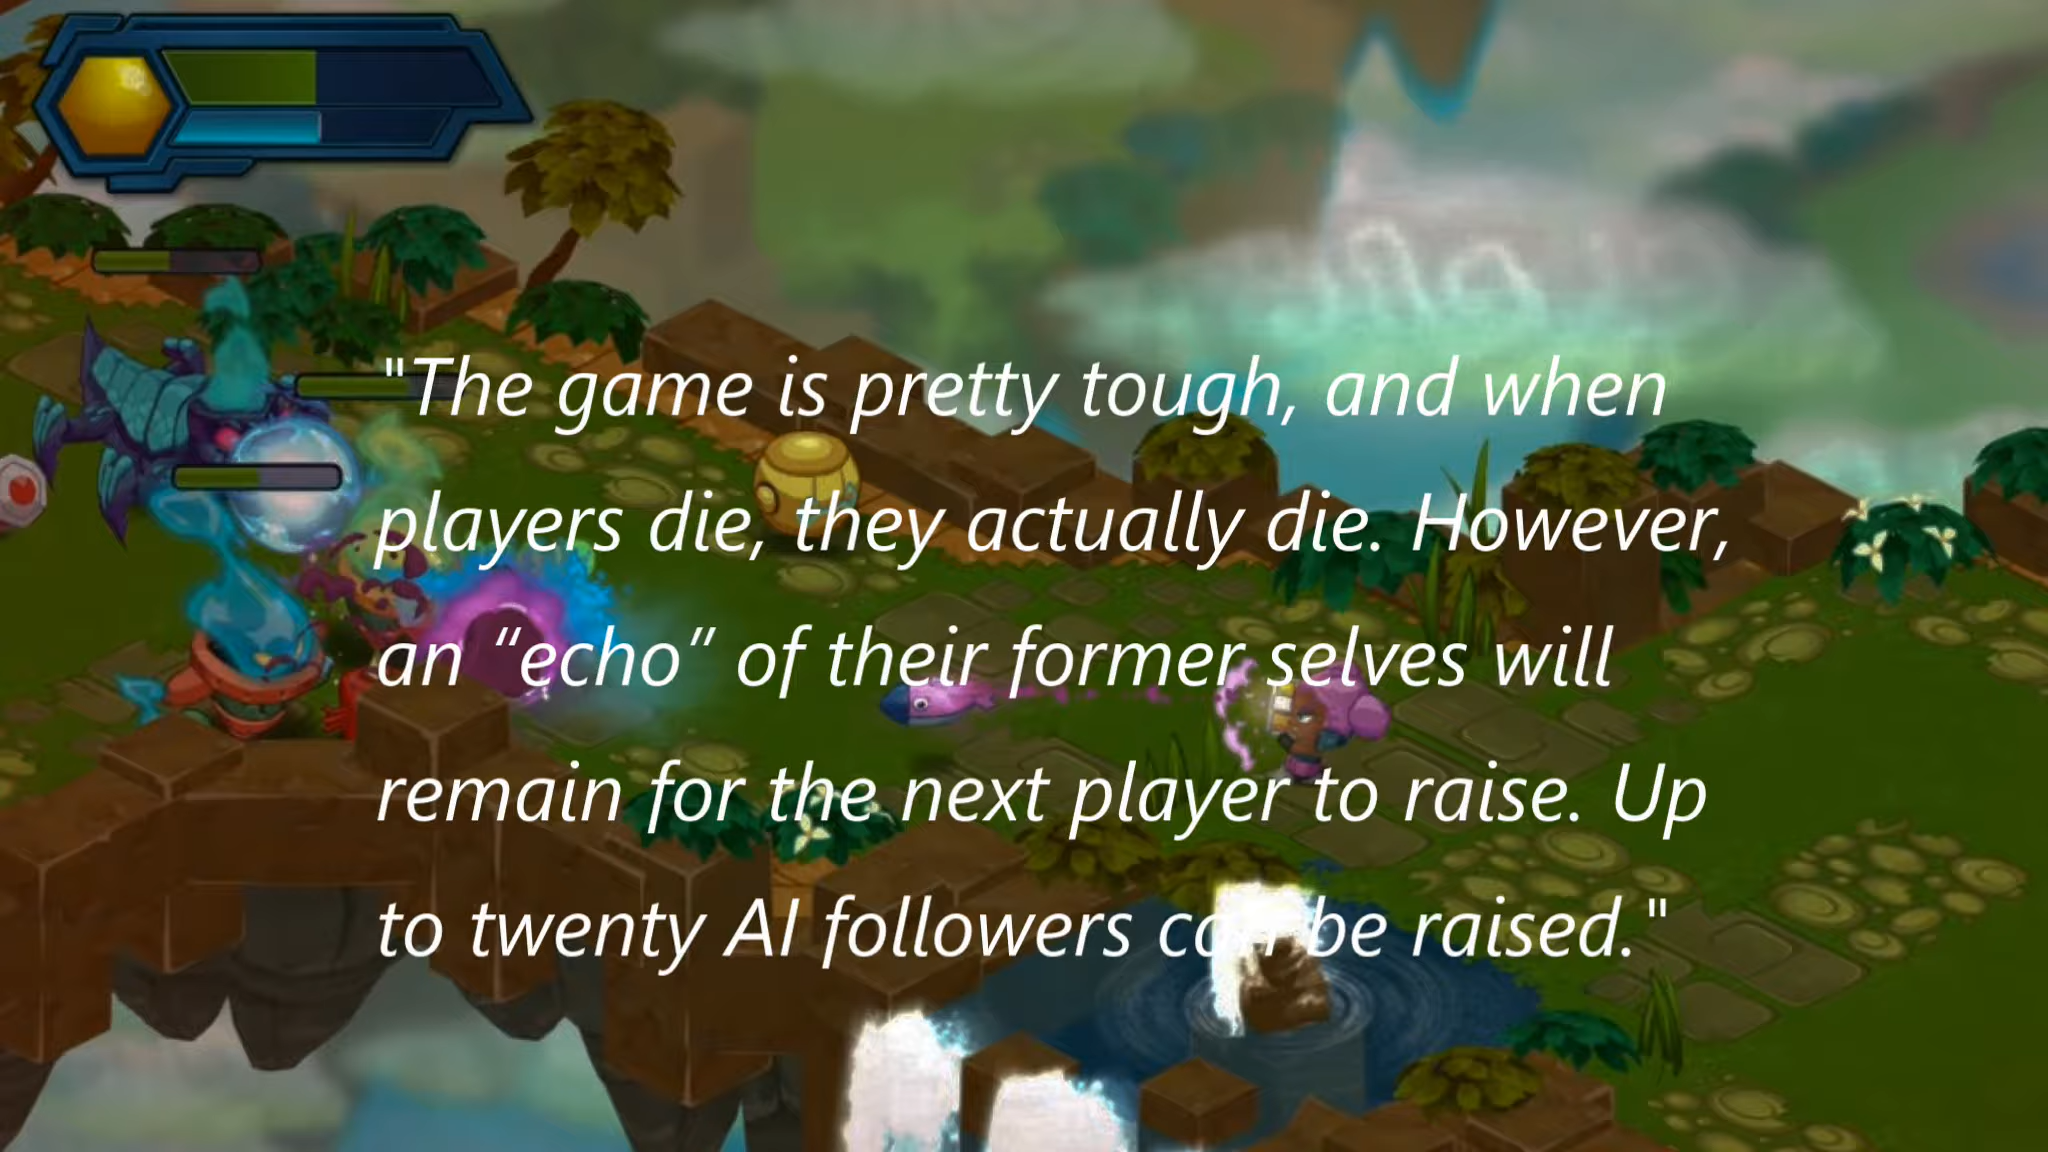 "The game is pretty tough, and when
players die, they actually die. However,
an “echo” of their former selves will
remain for the next player to raise. Up
to twenty AI followers can be raised."